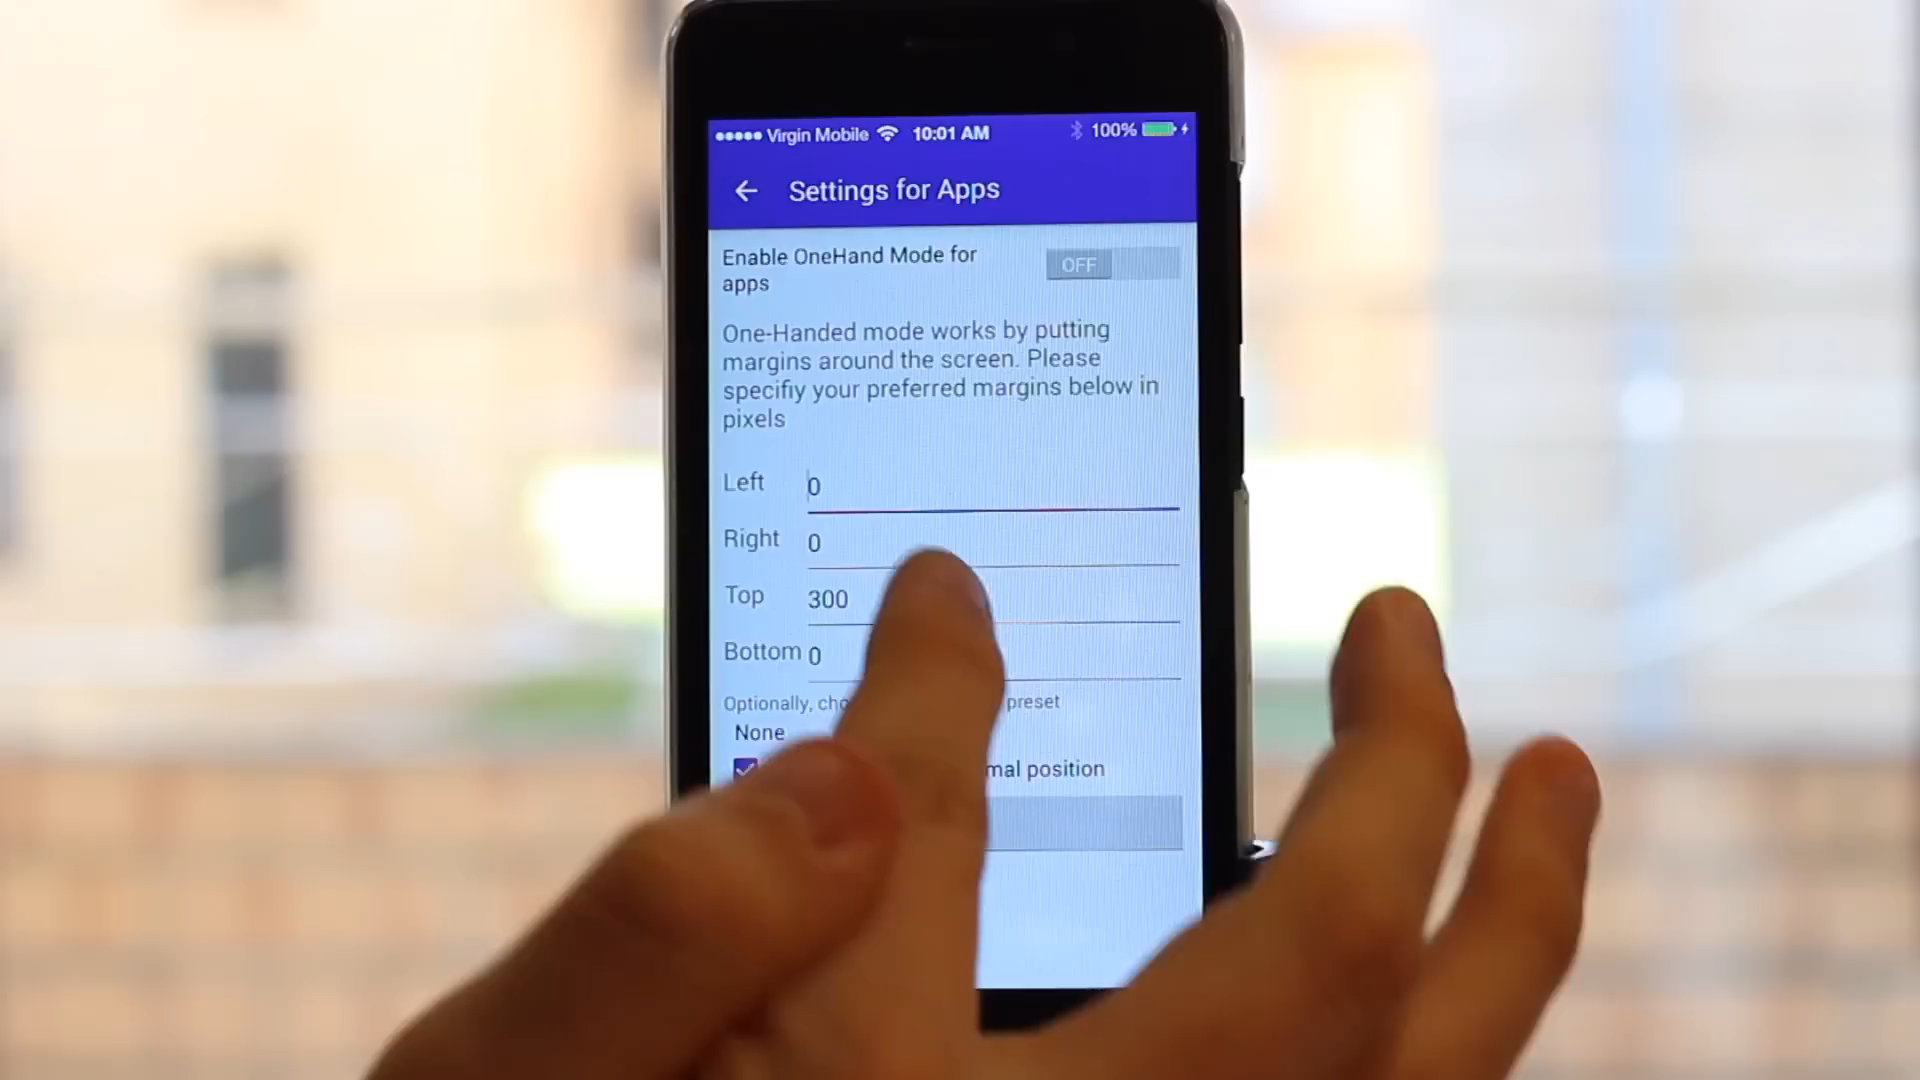 Virgin Mobile 10:01 AM 100%
Settings for Apps
Enable OneHand Mode for
apps
OFF
One-Handed mode works by putting
margins around the screen. Please
specifiy your preferred margins below in
pixels
Left 0
Right 0
Top 300
Bottom 0
Optionally, preset
None
position